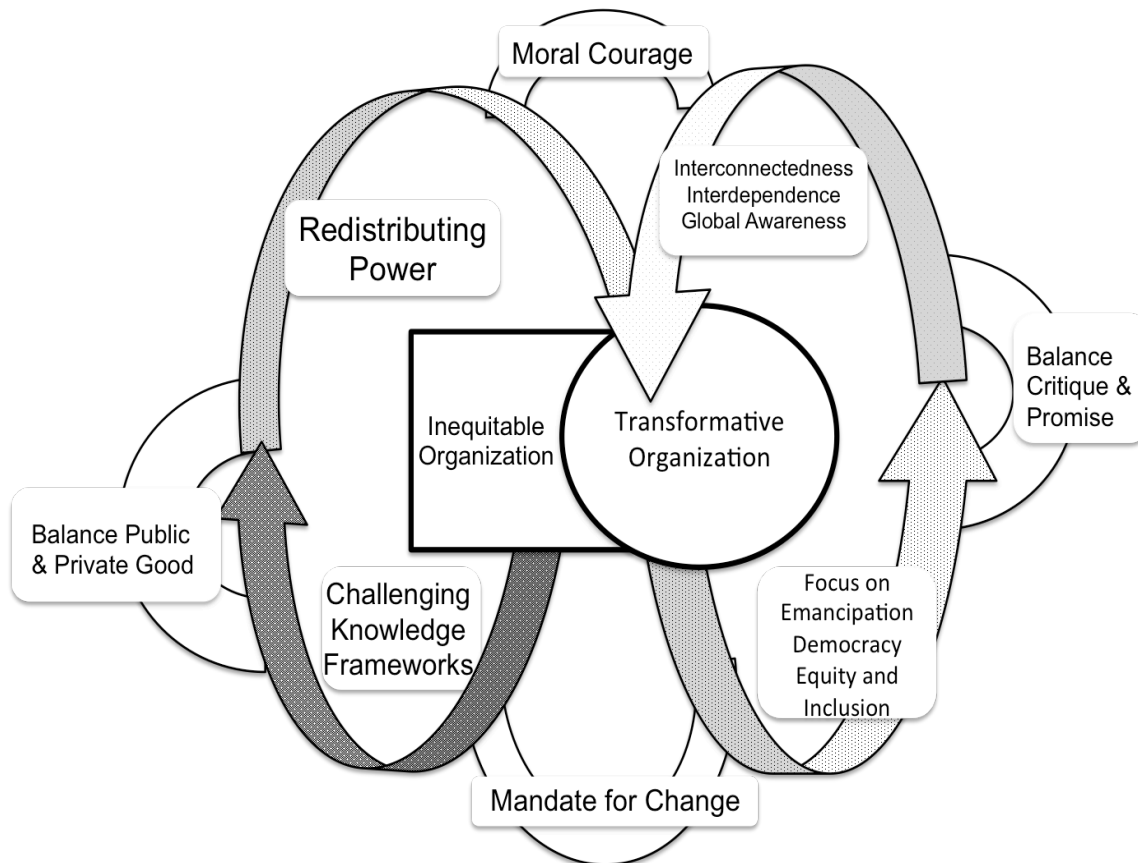 Moral Courage
Interconnectedness
Interdependence
Global Awareness
Redistributing
Power
Balance
Critique &
Promise
Inequitable
Organization
Transformative
Organization
Balance Public
& Private Good
Challenging
Knowledge
Frameworks
Focus on
Emancipation
Democracy
Equity and
Inclusion
Mandate for Change